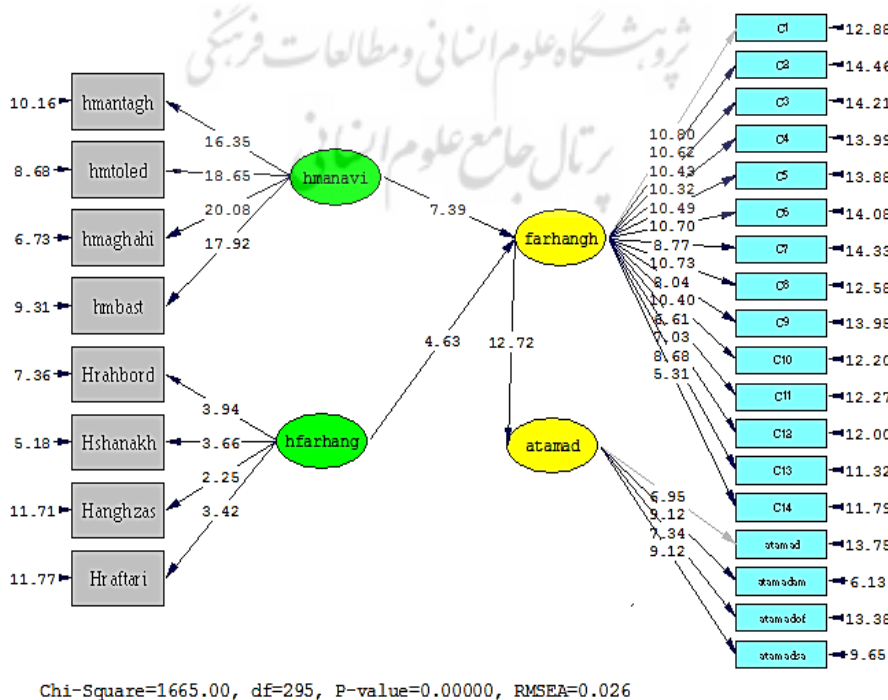 پژوهشگاه علوم انسانی و مطالعات فرهنگی
پرتال جامع علوم انسانی
10.16 hmantagh
8.68 hmtoled
6.73 hmaghahi
9.31 hmbast
7.36 Hrahbord
5.18 Hshanakh
11.71 Hanghzas
11.77 Hraftari
16.35
18.65
20.08
17.92
hmanavi
3.94
3.66
2.25
3.42
hfarhang
7.39
4.63
12.72
farhangh
atamad
10.80
10.62
10.43
10.32
10.49
10.70
8.77
10.73
8.04
10.40
6.61
7.03
8.68
5.31
6.95
9.12
7.34
9.12
C1 12.88
C2 14.46
C3 14.21
C4 13.99
C5 13.88
C6 14.08
C7 14.33
C8 12.58
C9 13.95
C10 12.20
C11 12.27
C12 12.00
C13 11.32
C14 11.79
atamad 13.75
atamadam 6.13
atamadof 13.38
atamadsa 9.65
Chi-Square=1665.00, df=295, P-value=0.00000, RMSEA=0.026